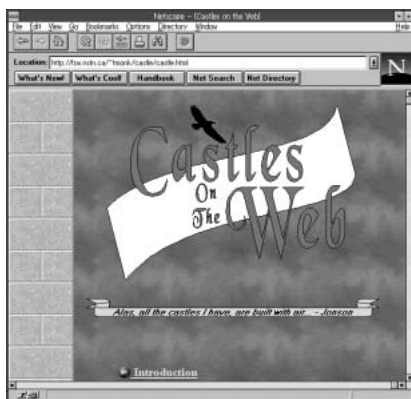 Netscape - [Castles on the Web]
File Edit View Go Bookmarks Options Directory Window Help
Location: http://fox.nstn.ca/~tmonk/castle/castle.html
What's New! What's Cool! Handbook Net Search Net Directory
N
Castles
On
The
Web
Alas, all the castles I have, are built with air... - Jonson
Introduction